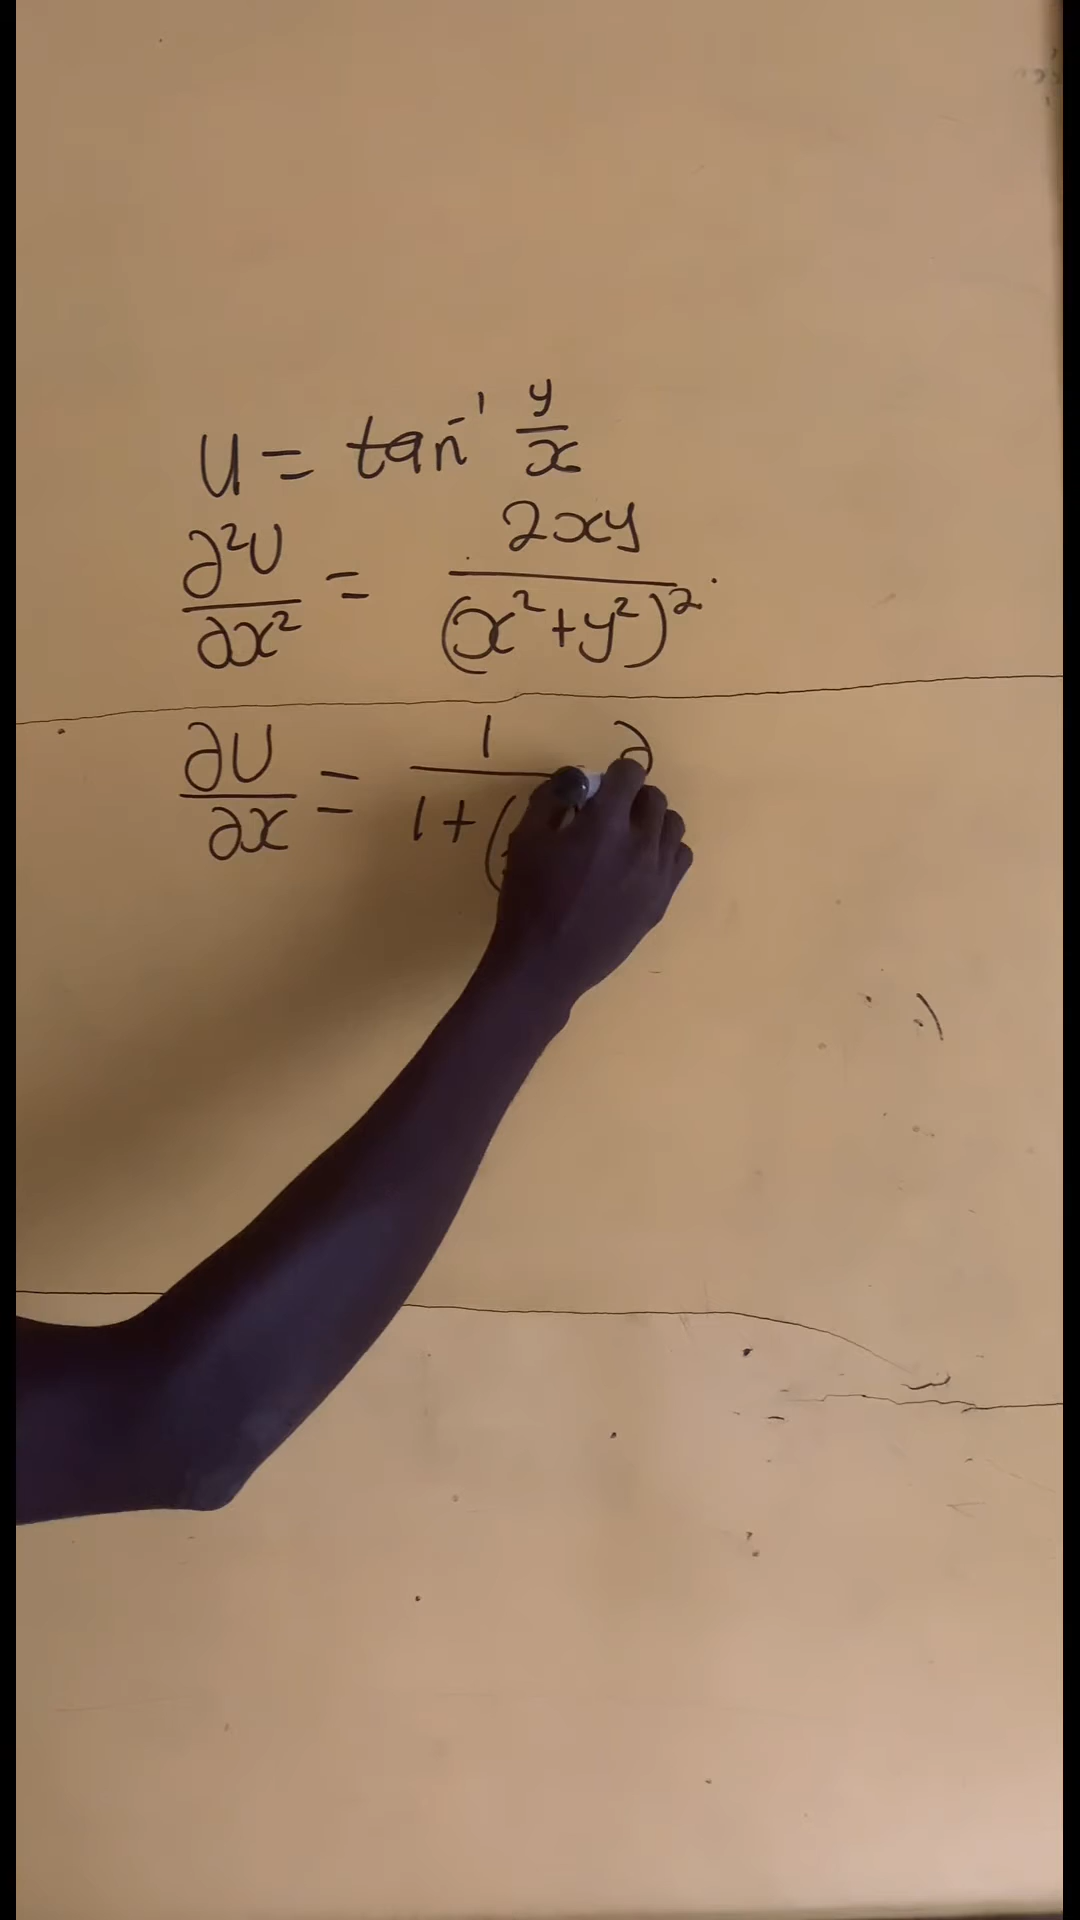 U = tan⁻¹ y/x
∂²U/∂x² = 2xy/(x²+y²)²
∂U/∂x = 1/1+( ∂